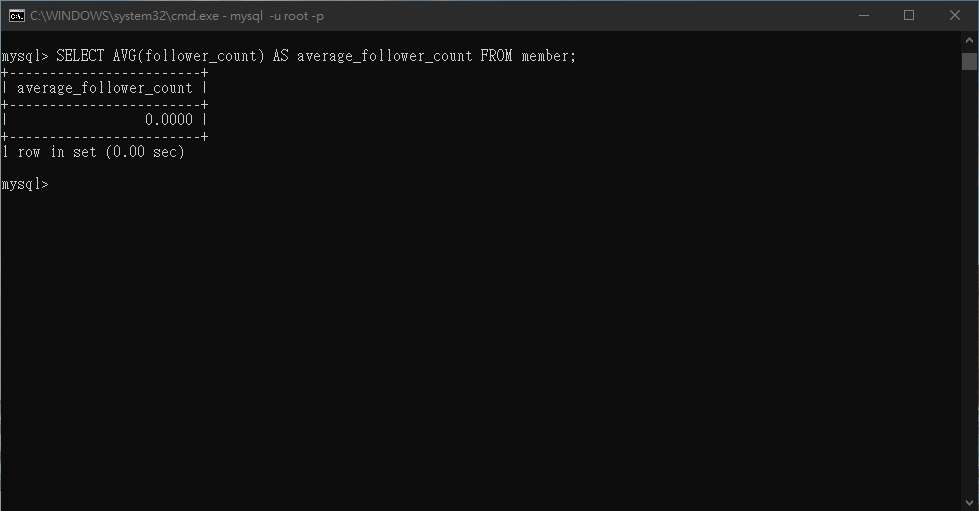 C:\WINDOWS\system32\cmd.exe - mysql  -u root -p
mysql> SELECT AVG(follower_count) AS average_follower_count FROM member;
+------------------------+
| average_follower_count |
+------------------------+
|                 0.0000 |
+------------------------+
1 row in set (0.00 sec)
mysql>